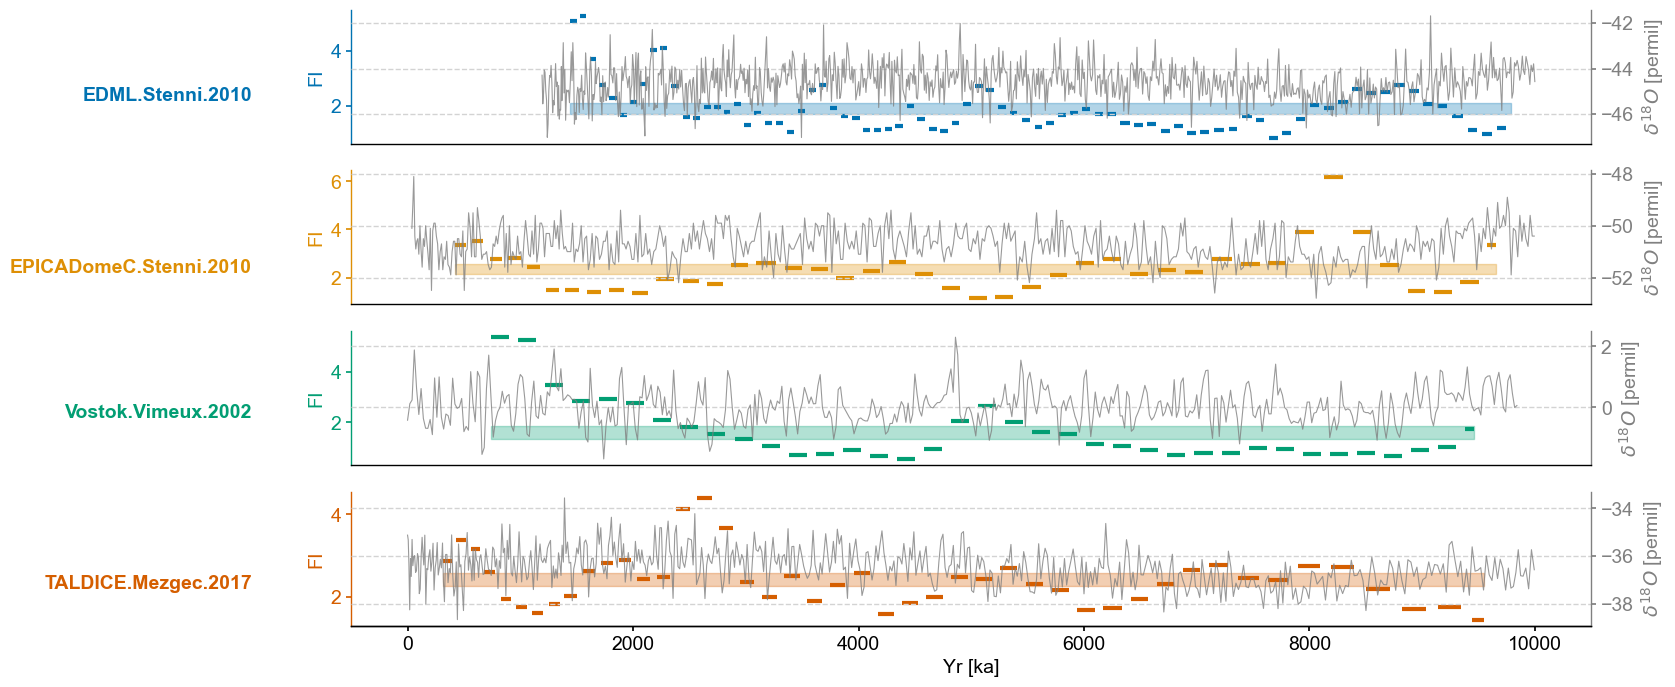 EDML.Stenni.2010
FI
4
2
−42
−44
−46
δ18O [permil]
EPICADomeC.Stenni.2010
FI
6
4
2
−48
−50
−52
δ18O [permil]
Vostok.Vimeux.2002
FI
4
2
2
0
δ18O [permil]
TALDICE.Mezgec.2017
FI
4
2
−34
−36
−38
δ18O [permil]
0 2000 4000 6000 8000 10000
Yr [ka]